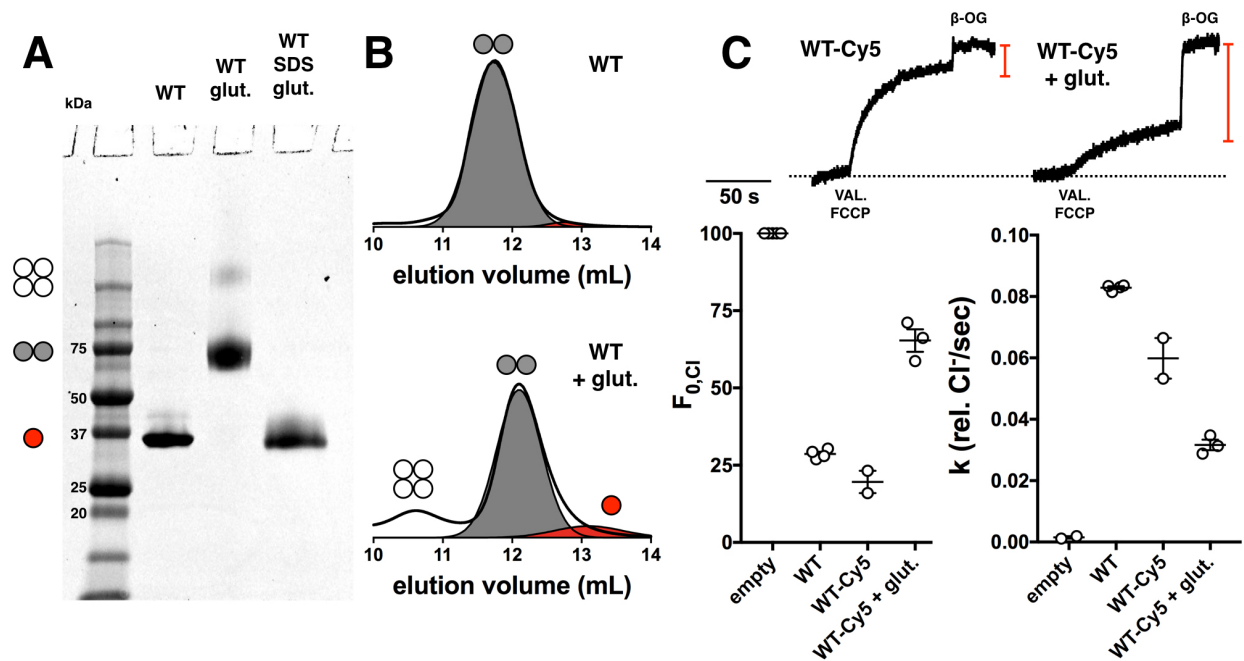 A
kDa
WT
WT
glut.
WT
SDS
glut.
75
50
37
25
20
B
WT
10 11 12 13 14
elution volume (mL)
WT
+ glut.
10 11 12 13 14
elution volume (mL)
C
WT-Cy5
β-OG
VAL.
FCCP
50 s
WT-Cy5
+ glut.
β-OG
VAL.
FCCP
F0,Cl
100
75
50
25
0
empty
WT
WT-Cy5
WT-Cy5 + glut.
k (rel. Cl-/sec)
0.10
0.08
0.06
0.04
0.02
0.00
empty
WT
WT-Cy5
WT-Cy5 + glut.